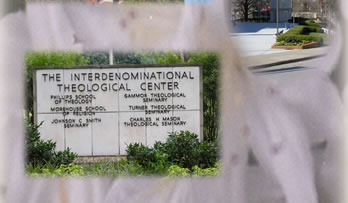 THE INTERDENOMINATIONAL
THEOLOGICAL CENTER
PHILLIPS SCHOOL
OF THEOLOGY
MOREHOUSE SCHOOL
OF RELIGION
JOHNSON C SMITH
SEMINARY
GAMMON THEOLOGICAL
SEMINARY
TURNER THEOLOGICAL
SEMINARY
CHARLES H MASON
THEOLOGICAL SEMINARY